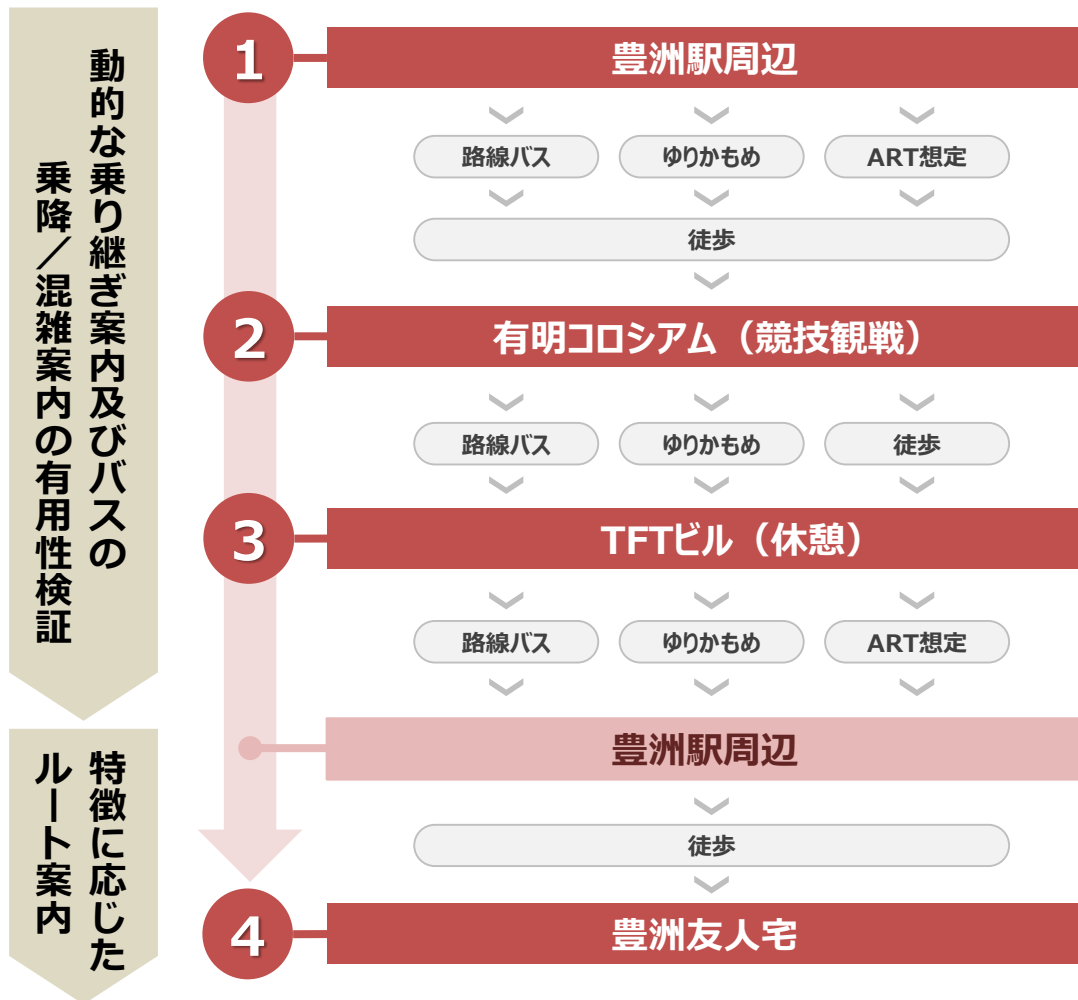 動的な乗り継ぎ案内及びバスの
乗降／混雑案内の有用性検証
1
豊洲駅周辺
路線バス
ゆりかもめ
ART想定
徒歩
2
有明コロシアム（競技観戦）
路線バス
ゆりかもめ
徒歩
3
TFTビル（休憩）
路線バス
ゆりかもめ
ART想定
特徴に応じた
ルート案内
豊洲駅周辺
徒歩
4
豊洲友人宅